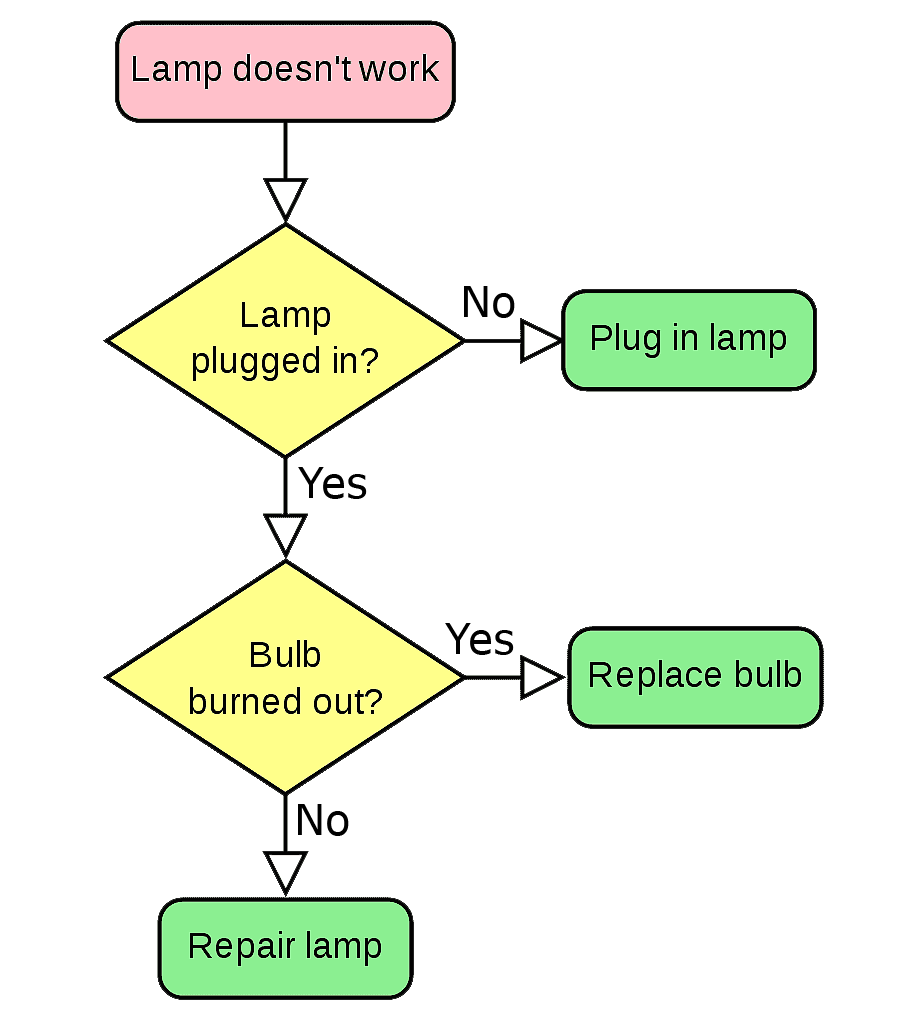 Lamp doesn't work
Lamp
plugged in?
No
Plug in lamp
Yes
Bulb
burned out?
Yes
Replace bulb
No
Repair lamp